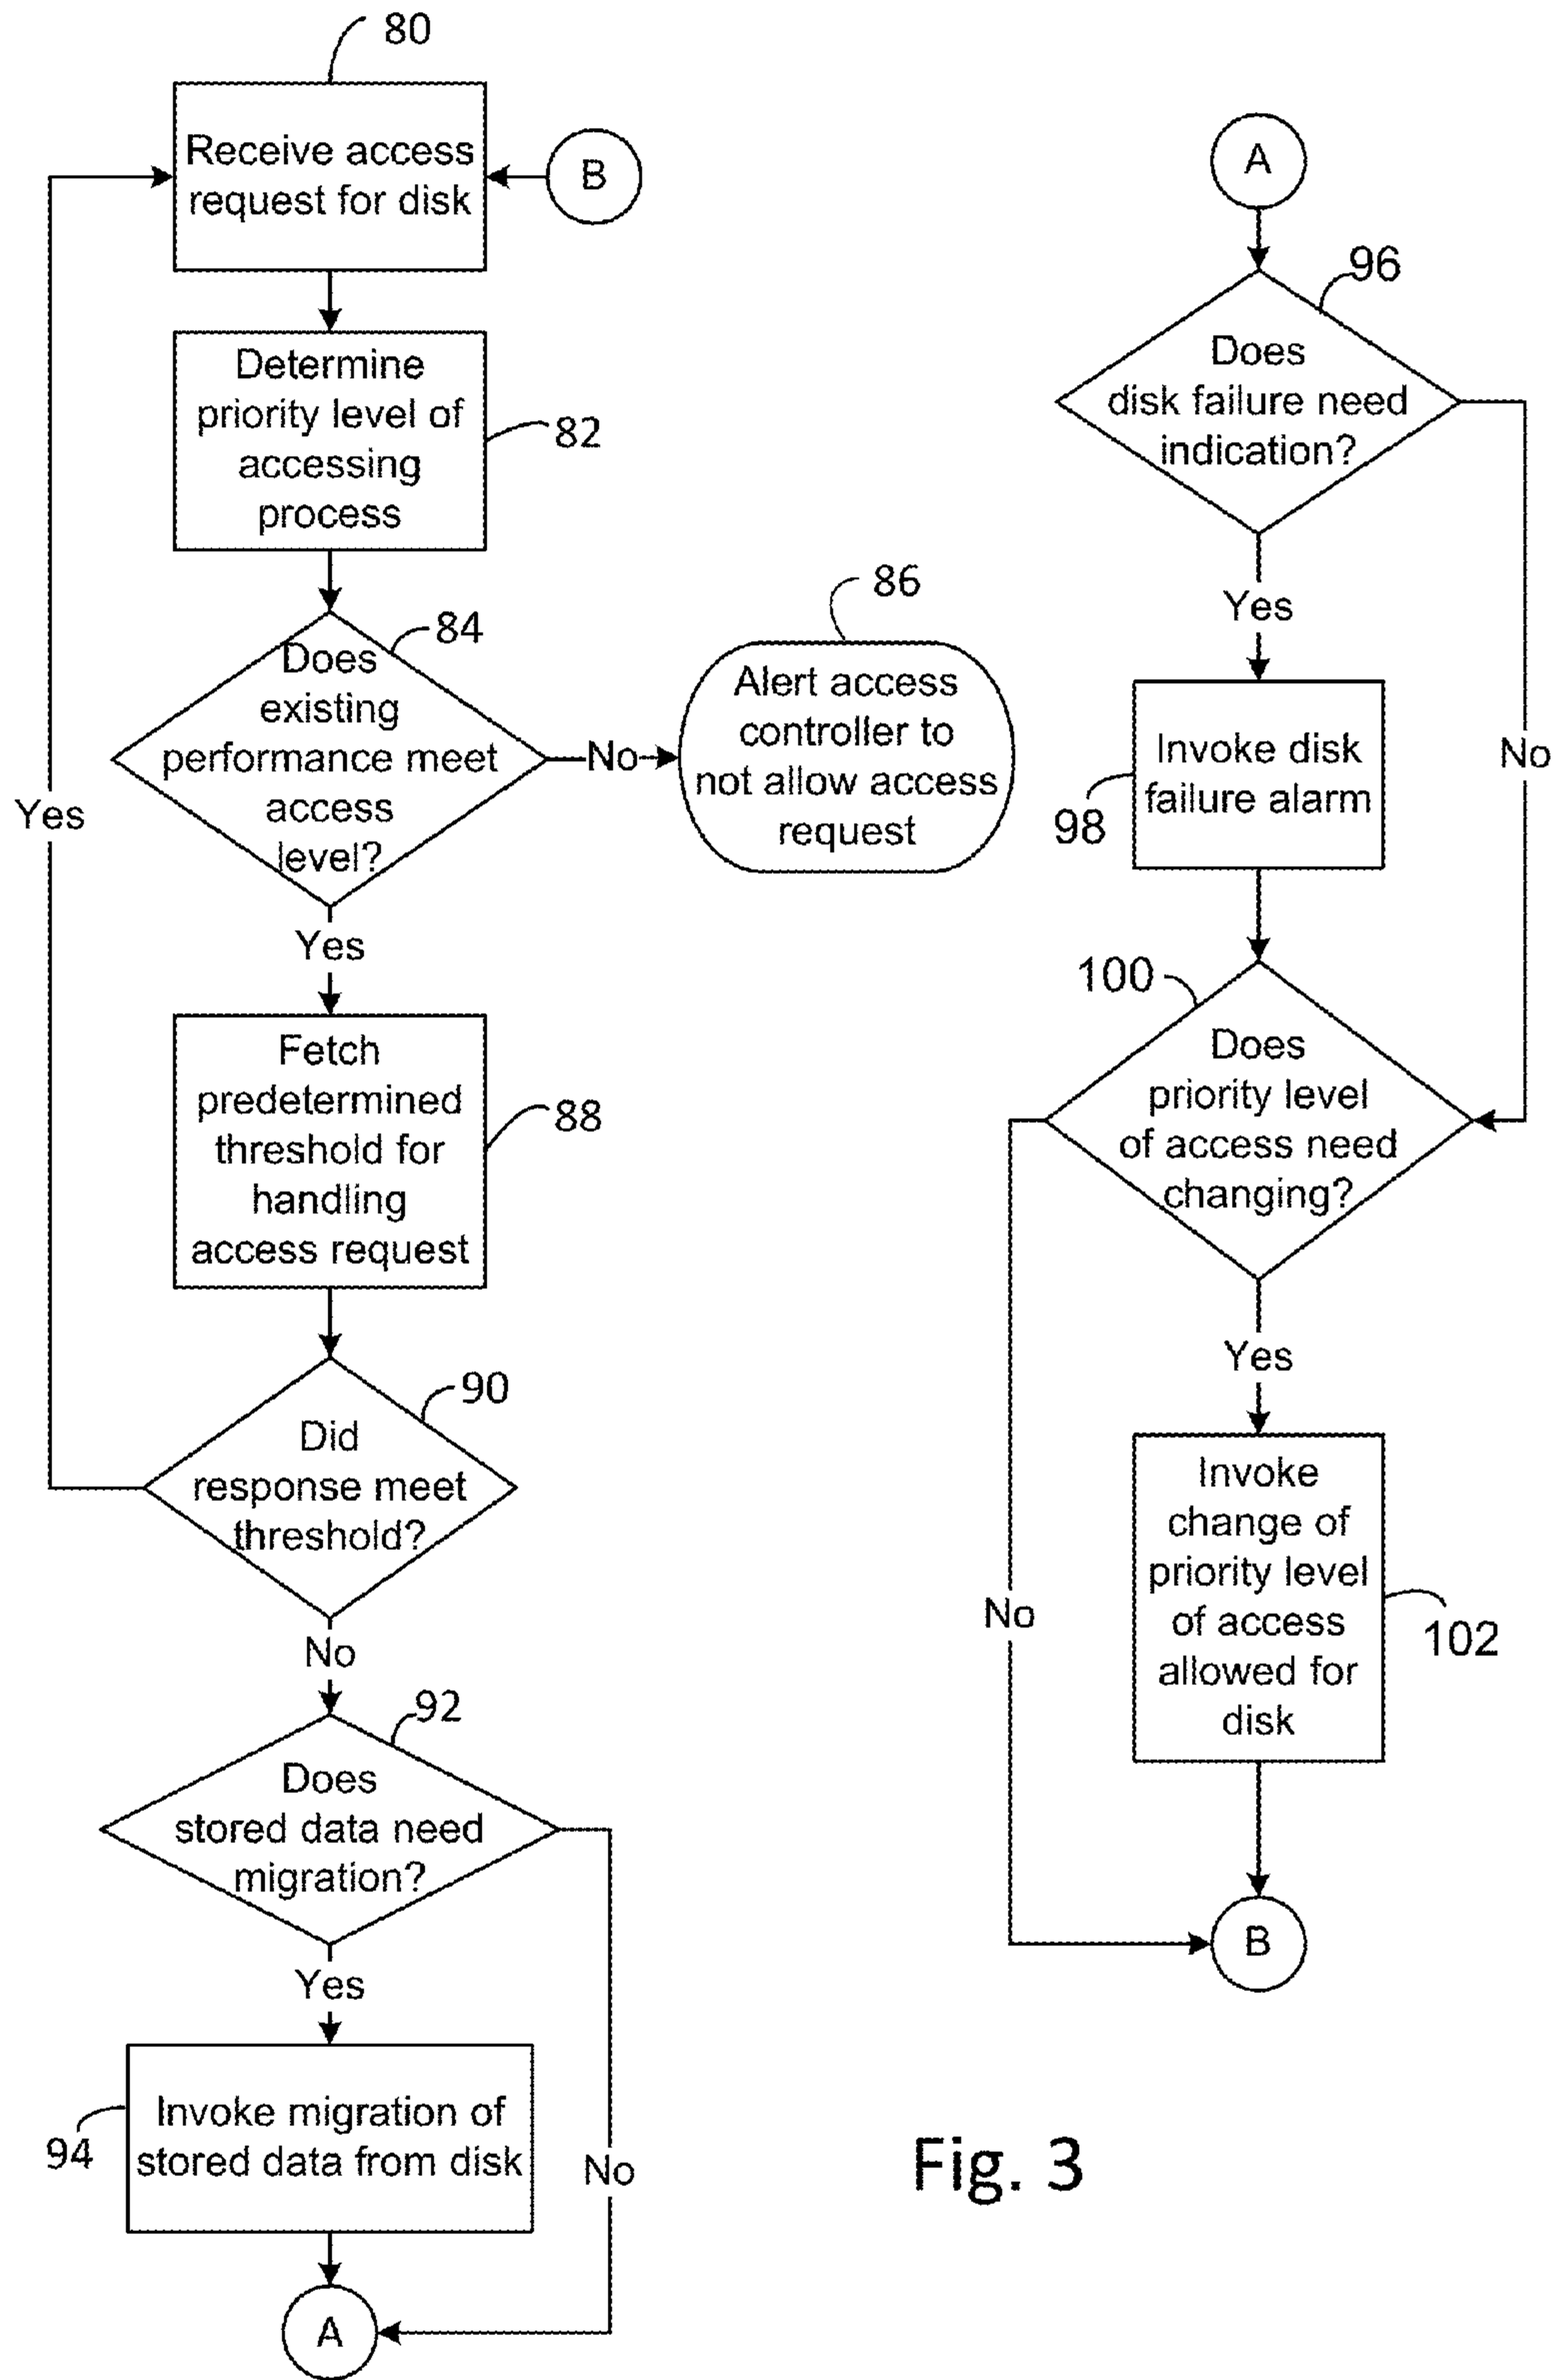 80
Receive access
request for disk
B
Determine
priority level of
accessing
process
82
84
Does
existing
performance meet
access
level?
No
86
Alert access
controller to
not allow access
request
Yes
Yes
Fetch
predetermined
threshold for
handling
access request
88
90
Did
response meet
threshold?
No
92
Does
stored data need
migration?
Yes
94
Invoke migration of
stored data from disk
No
A
A
96
Does
disk failure need
indication?
Yes
No
98
Invoke disk
failure alarm
100
Does
priority level
of access need
changing?
Yes
No
Invoke
change of
priority level
of access
allowed for
disk
102
B
Fig. 3